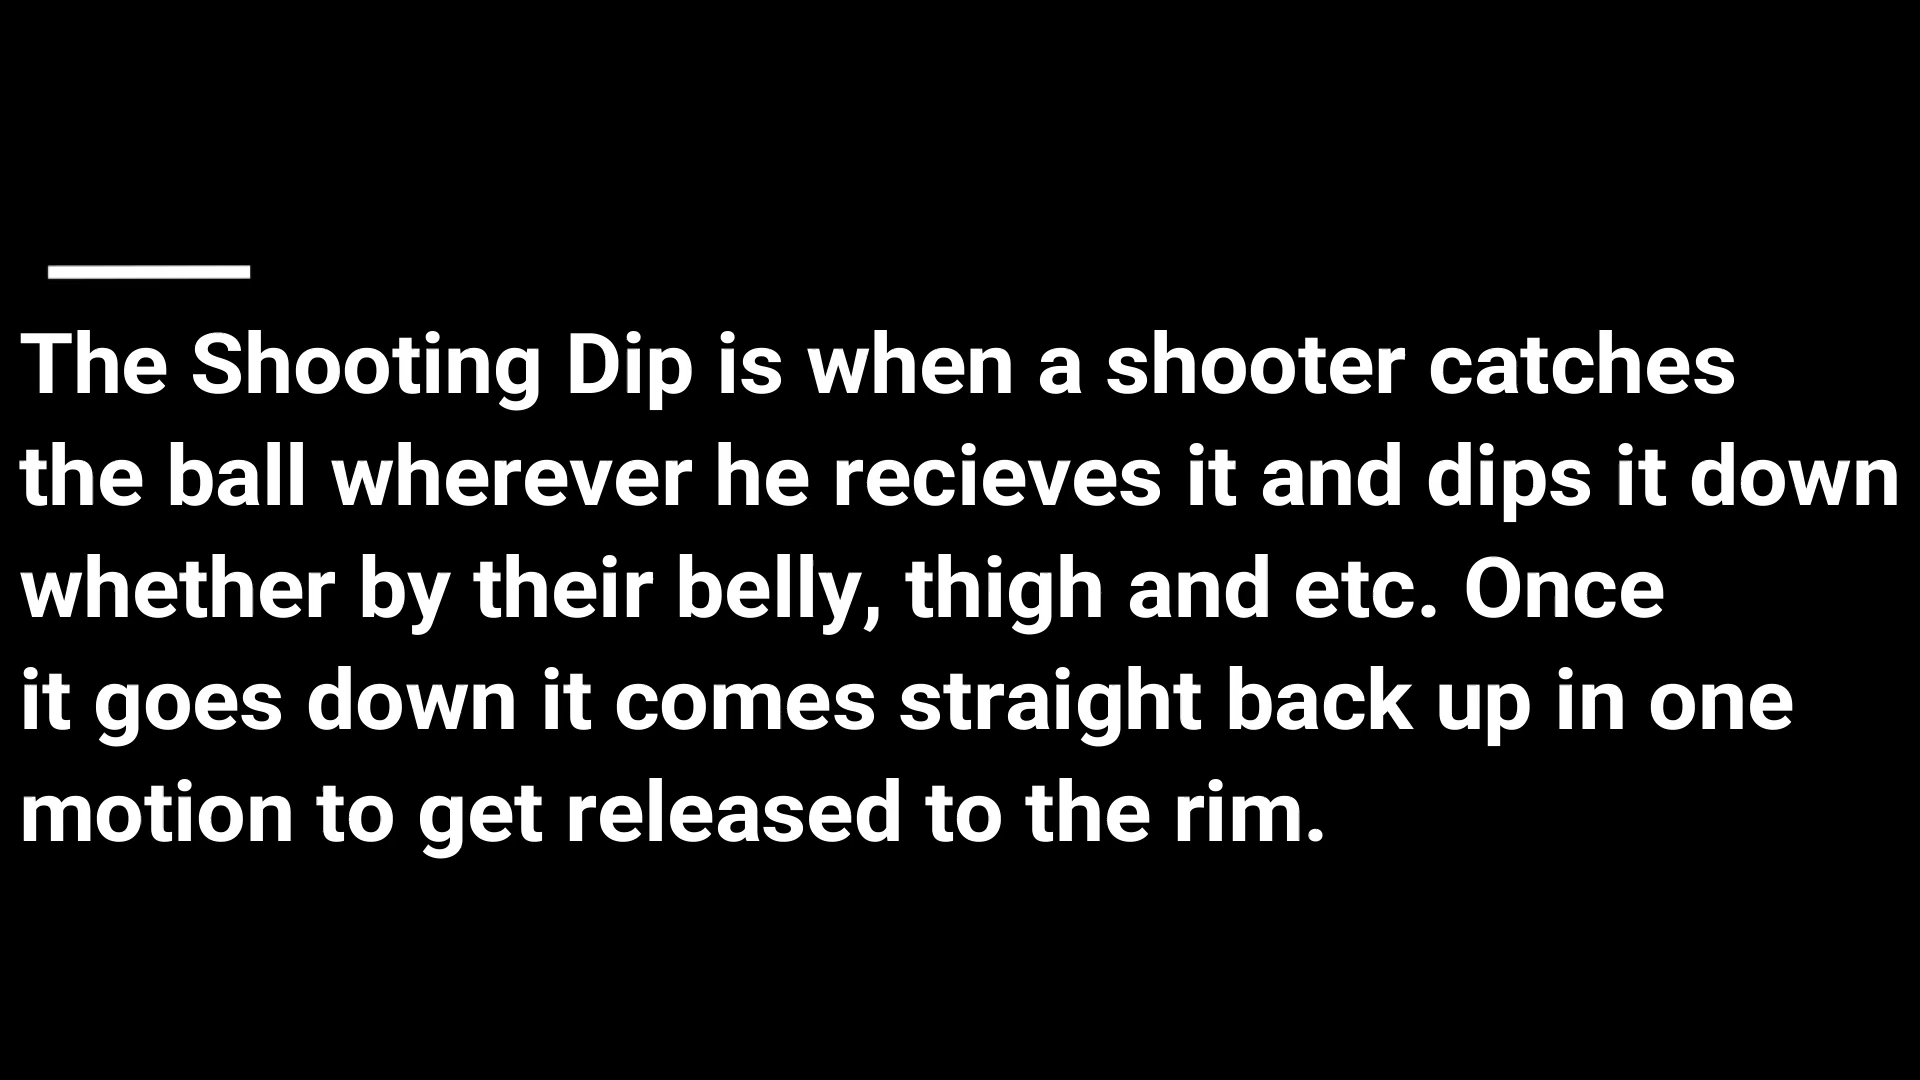 The Shooting Dip is when a shooter catches
the ball wherever he recieves it and dips it down
whether by their belly, thigh and etc. Once
it goes down it comes straight back up in one
motion to get released to the rim.